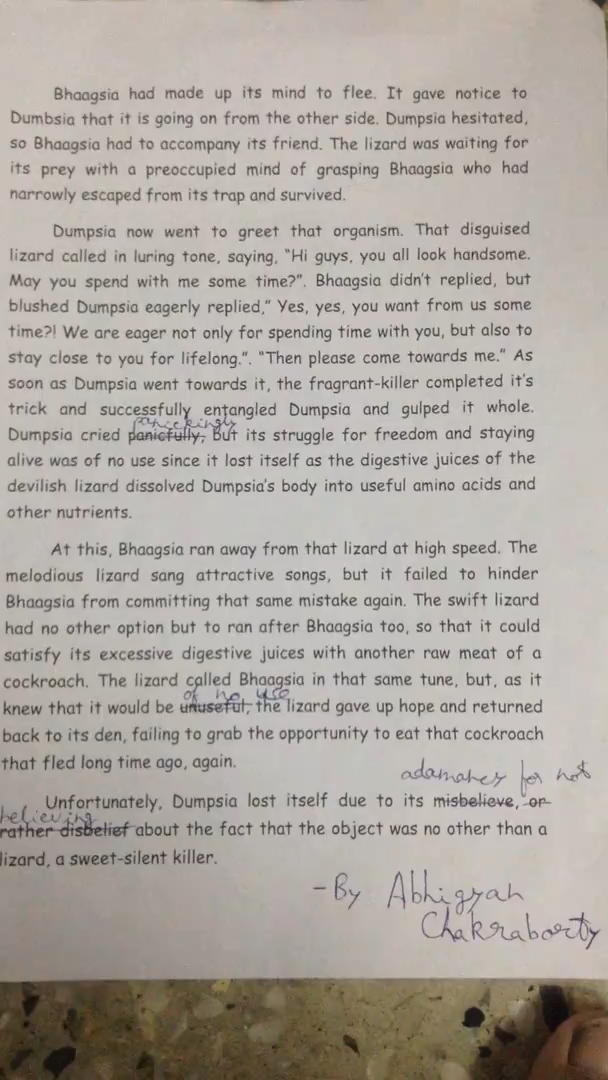 Bhaagsia had made up its mind to flee. It gave notice to
Dumbsia that it is going on from the other side. Dumpsia hesitated,
so Bhaagsia had to accompany its friend. The lizard was waiting for
its prey with a preoccupied mind of grasping Bhaagsia who had
narrowly escaped from its trap and survived.
Dumpsia now went to greet that organism. That disguised
lizard called in luring tone, saying, “Hi guys, you all look handsome.
May you spend with me some time?”. Bhaagsia didn’t replied, but
blushed Dumpsia eagerly replied,” Yes, yes, you want from us some
time?! We are eager not only for spending time with you, but also to
stay close to you for lifelong.”. “Then please come towards me.” As
soon as Dumpsia went towards it, the fragrant-killer completed it’s
trick and successfully entangled Dumpsia and gulped it whole.
panickingly
Dumpsia cried panicfully, But its struggle for freedom and staying
alive was of no use since it lost itself as the digestive juices of the
devilish lizard dissolved Dumpsia’s body into useful amino acids and
other nutrients.
At this, Bhaagsia ran away from that lizard at high speed. The
melodious lizard sang attractive songs, but it failed to hinder
Bhaagsia from committing that same mistake again. The swift lizard
had no other option but to ran after Bhaagsia too, so that it could
satisfy its excessive digestive juices with another raw meat of a
cockroach. The lizard called Bhaagsia in that same tune, but, as it
of no use
knew that it would be unuseful, the lizard gave up hope and returned
back to its den, failing to grab the opportunity to eat that cockroach
that fled long time ago, again.
adamancy for not
Unfortunately, Dumpsia lost itself due to its misbelieve, or
believing
rather disbelief about the fact that the object was no other than a
lizard, a sweet-silent killer.
-By Abhigyan
Chakraborty